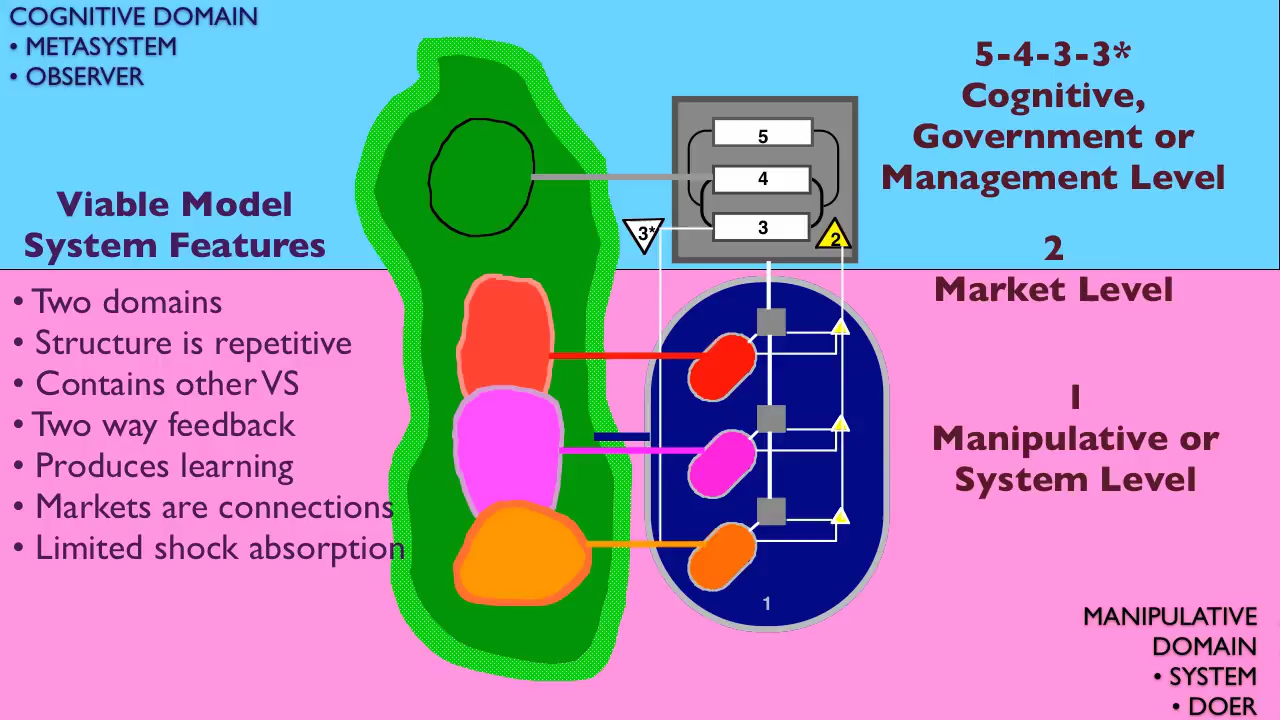 COGNITIVE DOMAIN
• METASYSTEM
• OBSERVER
Viable Model
System Features
• Two domains
• Structure is repetitive
• Contains other VS
• Two way feedback
• Produces learning
• Markets are connections
• Limited shock absorption
5
4
3
3*
2
1
5-4-3-3*
Cognitive,
Government or
Management Level
2
Market Level
1
Manipulative or
System Level
MANIPULATIVE
DOMAIN
• SYSTEM
• DOER